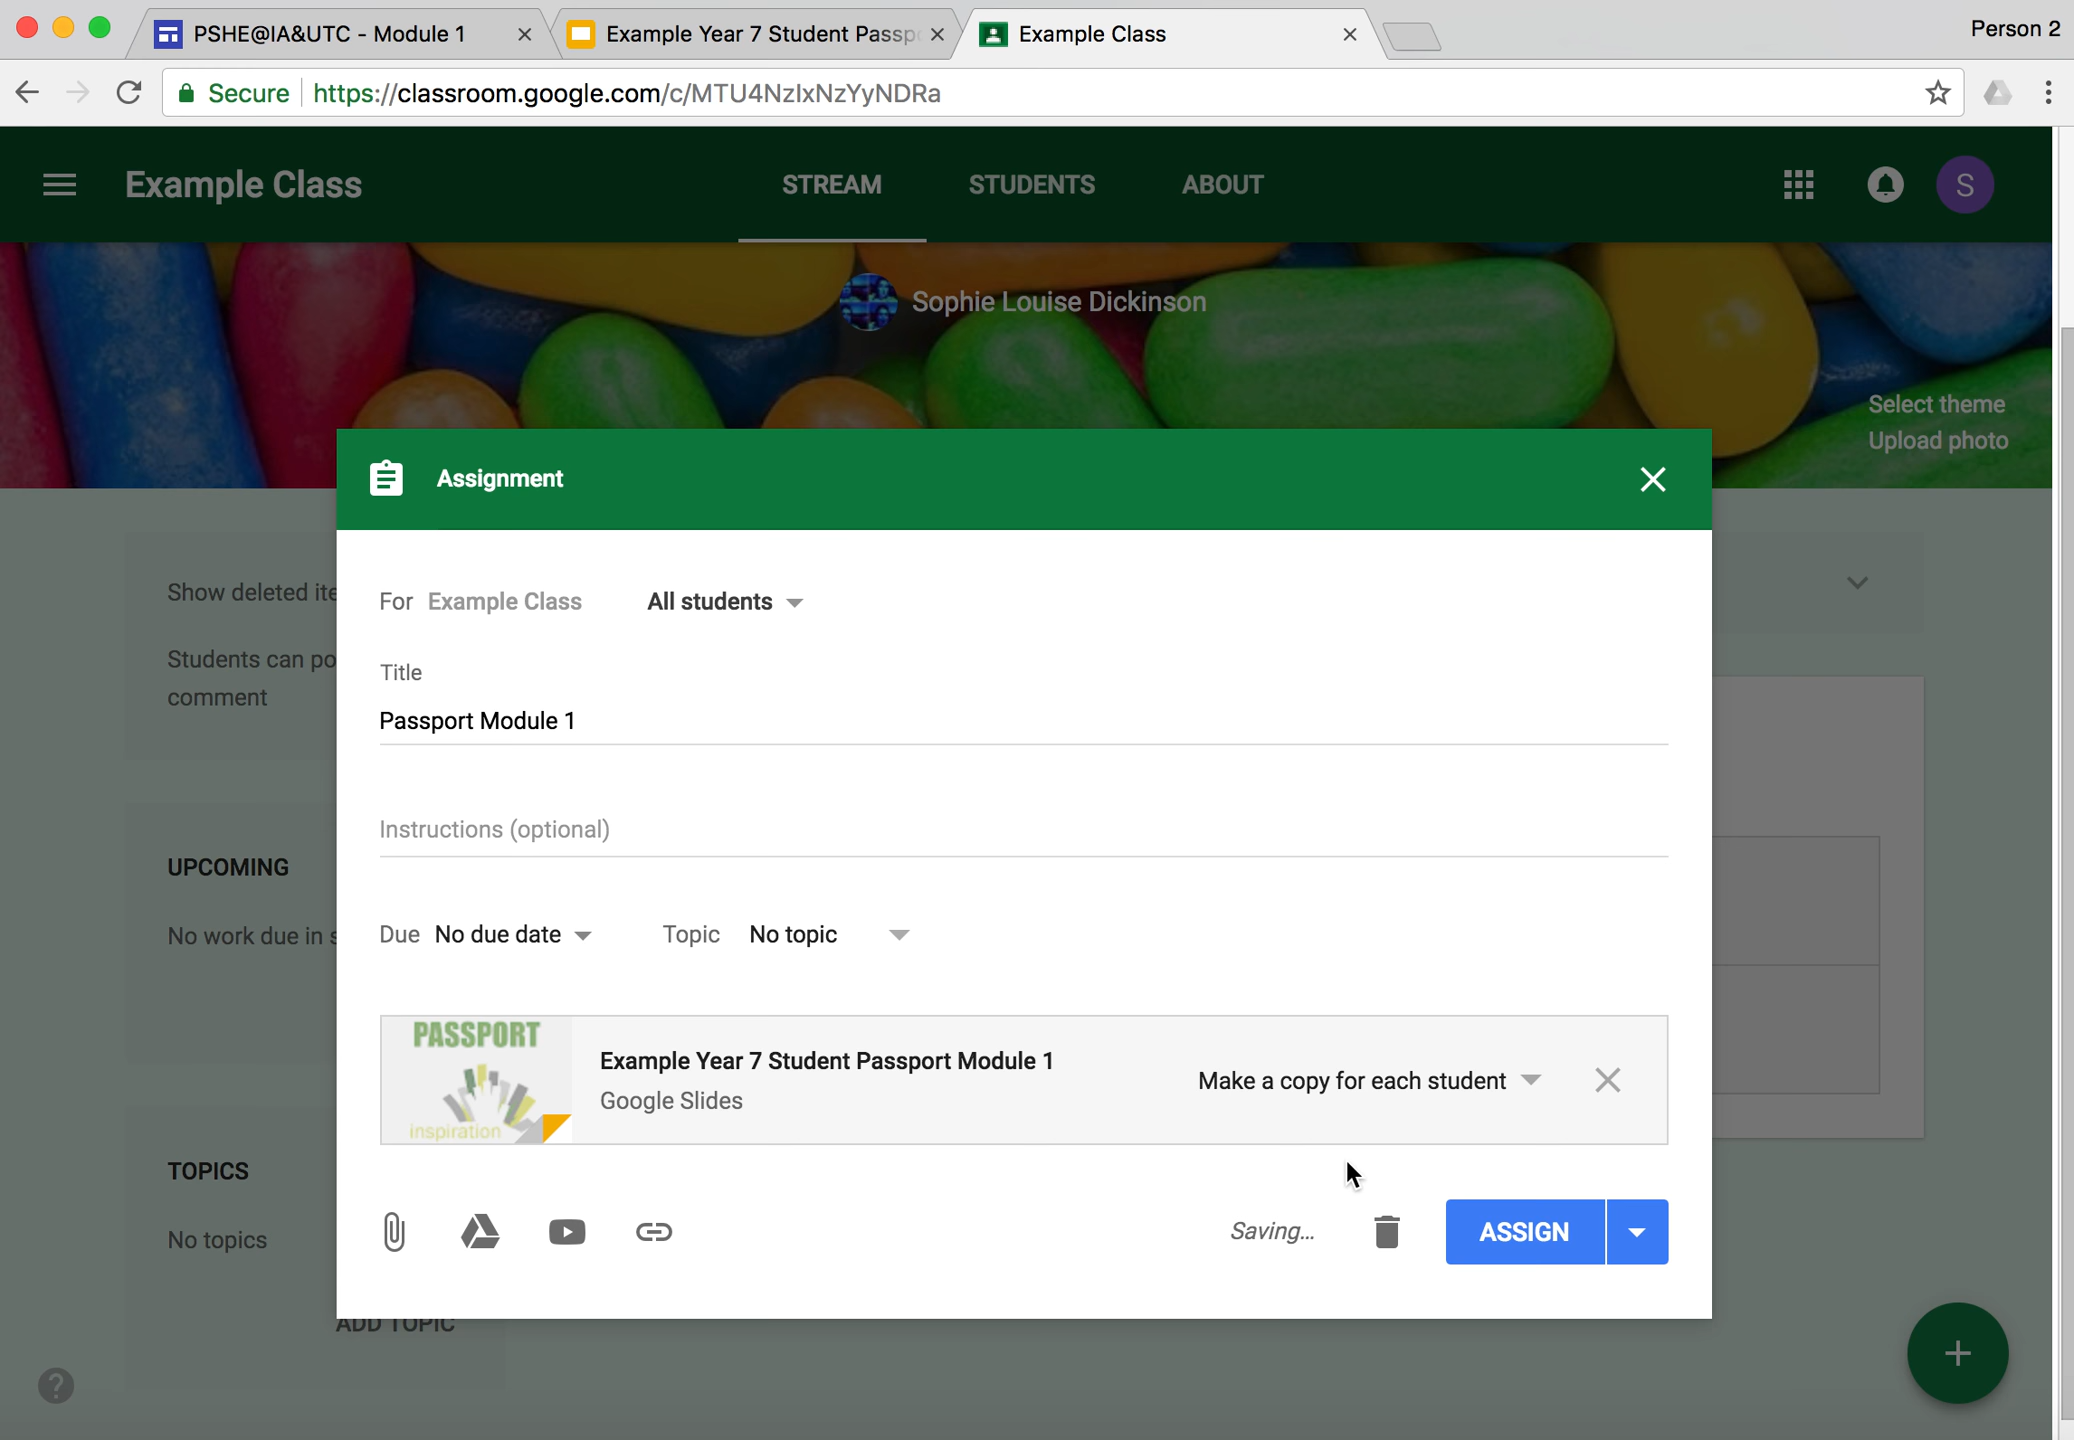 PSHE@IA&UTC - Module 1
Example Year 7 Student Passp
Example Class
Person 2
Secure
https://classroom.google.com/c/MTU4NzIxNzYyNDRa
Example Class
STREAM
STUDENTS
ABOUT
S
Sophie Louise Dickinson
Select theme
Upload photo
Assignment
Show deleted ite
Students can po
comment
For Example Class
All students
Title
Passport Module 1
Instructions (optional)
UPCOMING
No work due in s
Due No due date
Topic No topic
PASSPORT
inspiration
Example Year 7 Student Passport Module 1
Google Slides
Make a copy for each student
TOPICS
No topics
Saving...
ASSIGN
ADD TOPIC
?